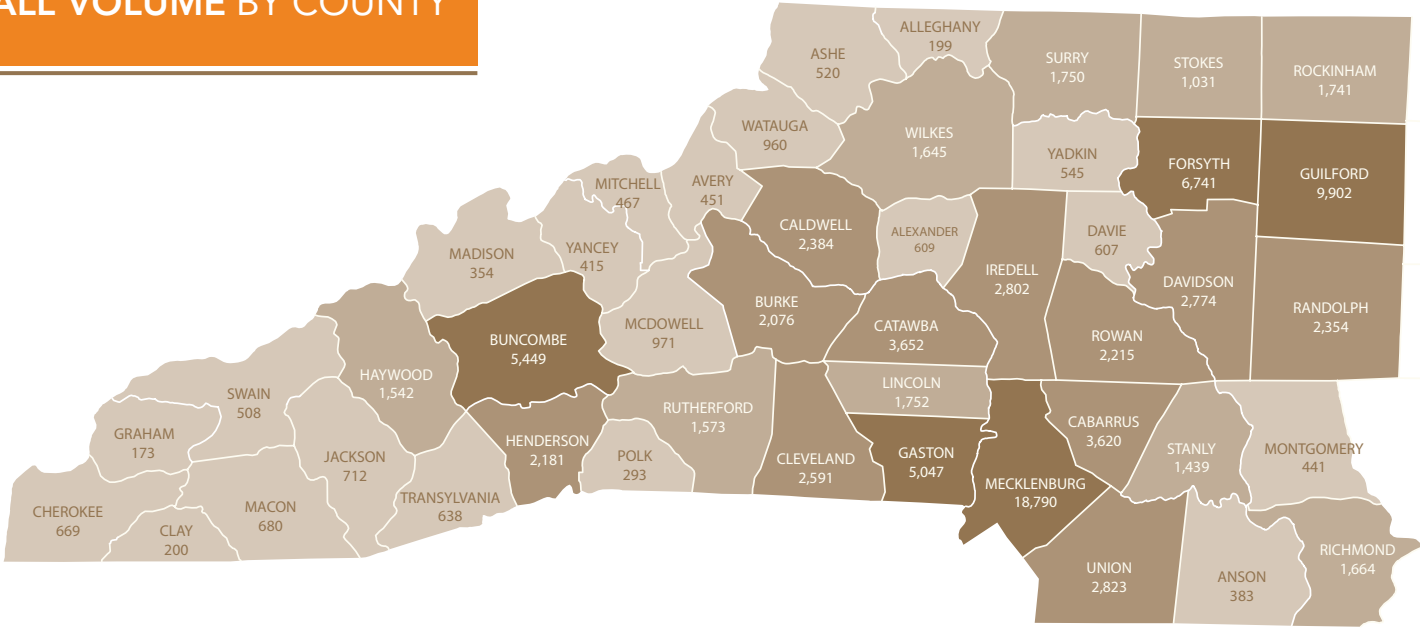 ALL VOLUME BY COUNTY
ALLEGHANY
199
ASHE
520
SURRY
1,750
STOKES
1,031
ROCKINHAM
1,741
WATAUGA
960
WILKES
1,645
YADKIN
545
FORSYTH
6,741
GUILFORD
9,902
MITCHELL
467
AVERY
451
CALDWELL
2,384
ALEXANDER
609
DAVIE
607
MADISON
354
YANCEY
415
IREDELL
2,802
DAVIDSON
2,774
BURKE
2,076
RANDOLPH
2,354
BUNCOMBE
5,449
MCDOWELL
971
CATAWBA
3,652
ROWAN
2,215
HAYWOOD
1,542
LINCOLN
1,752
SWAIN
508
RUTHERFORD
1,573
CABARRUS
3,620
GRAHAM
173
HENDERSON
2,181
JACKSON
712
POLK
293
CLEVELAND
2,591
GASTON
5,047
STANLY
1,439
MONTGOMERY
441
MECKLENBURG
18,790
TRANSYLVANIA
638
CHEROKEE
669
MACON
680
CLAY
200
RICHMOND
1,664
UNION
2,823
ANSON
383